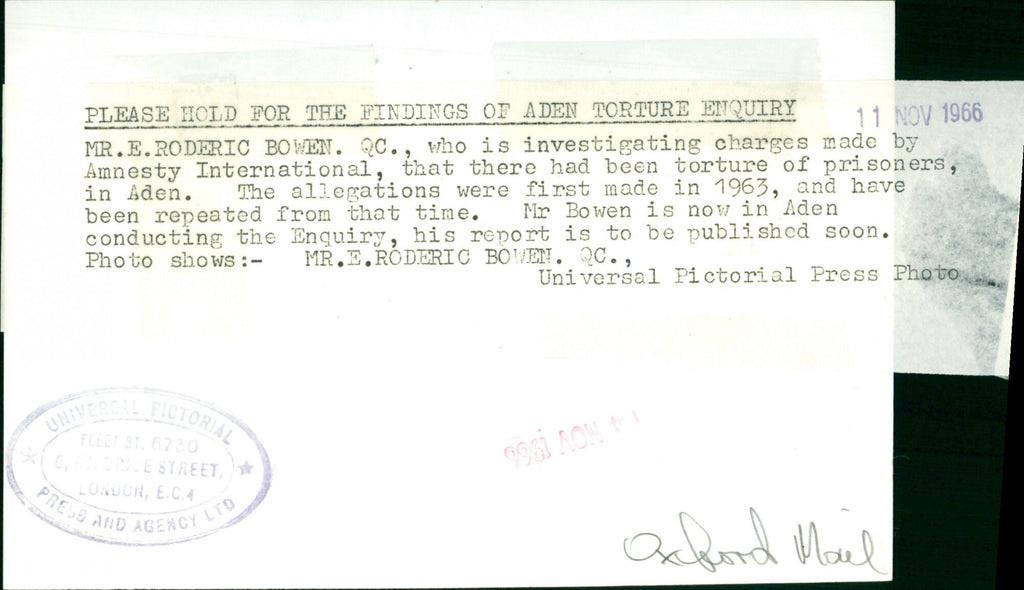 PLEASE HOLD FOR THE FINDINGS OF ADEN TORTURE ENQUIRY
11 NOV 1966
MR.E.RODERIC BOWEN. QC., who is investigating charges made by
Amnesty International, that there had been torture of prisoners,
in Aden. The allegations were first made in 1963, and have
been repeated from that time. Mr Bowen is now in Aden
conducting the Enquiry, his report is to be published soon.
Photo shows:- MR.E.RODERIC BOWEN. QC.,
Universal Pictorial Press Photo
UNIVERSAL PICTORIAL
FLEET ST. 6730
STREET,
LONDON, E.C.4
PRESS AND AGENCY LTD
14 NOV 1966
Oxford Mail